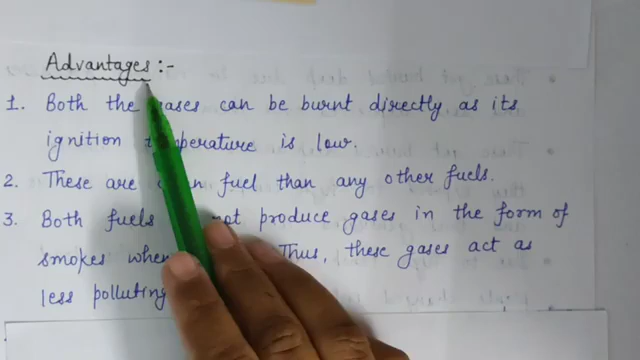 Advantages :-
1. Both the gases can be burnt directly as its
ignition temperature is low.
2. These are fuel than any other fuels.
3. Both fuels not produce gases in the form of
smokes when Thus, these gases act as
less polluting